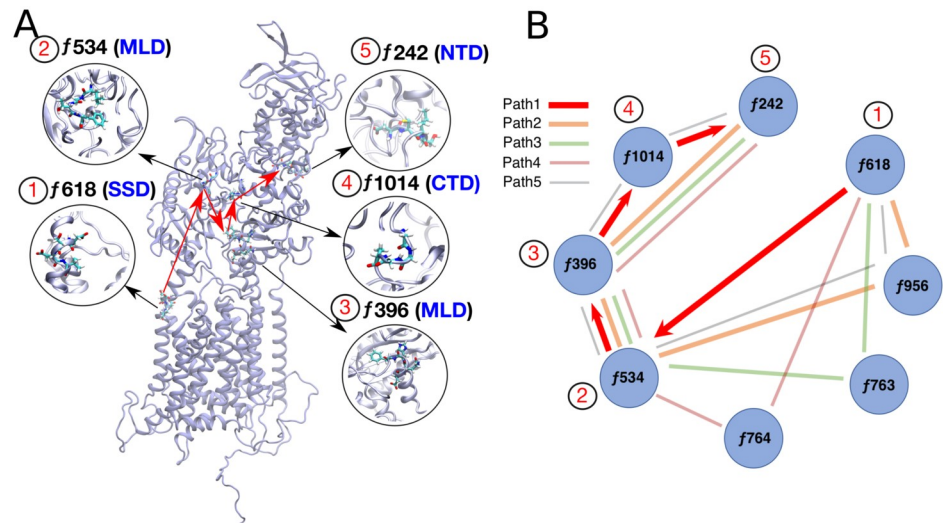 A
2 ƒ534 (MLD)
1 ƒ618 (SSD)
5 ƒ242 (NTD)
4 ƒ1014 (CTD)
3 ƒ396 (MLD)
B
Path1
Path2
Path3
Path4
Path5
5
ƒ242
4
ƒ1014
1
ƒ618
3
ƒ396
ƒ956
2
ƒ534
ƒ763
ƒ764